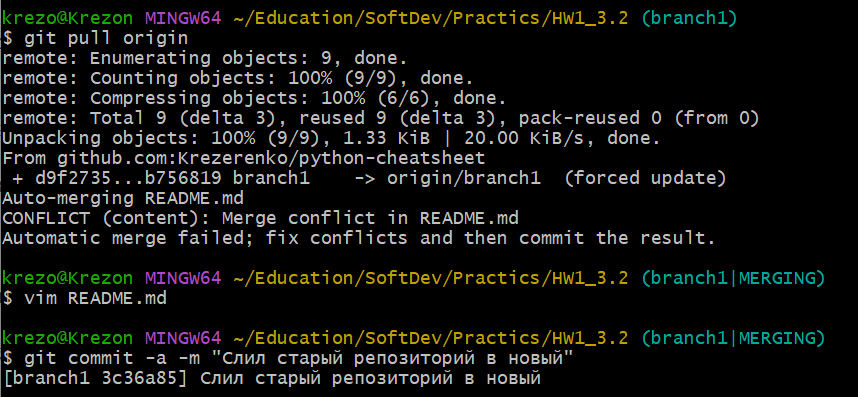 krezo@Krezon MINGW64 ~/Education/SoftDev/Practics/HW1_3.2 (branch1)
$ git pull origin
remote: Enumerating objects: 9, done.
remote: Counting objects: 100% (9/9), done.
remote: Compressing objects: 100% (6/6), done.
remote: Total 9 (delta 3), reused 9 (delta 3), pack-reused 0 (from 0)
Unpacking objects: 100% (9/9), 1.33 KiB | 20.00 KiB/s, done.
From github.com:Krezerenko/python-cheatsheet
 + d9f2735...b756819 branch1    -> origin/branch1  (forced update)
Auto-merging README.md
CONFLICT (content): Merge conflict in README.md
Automatic merge failed; fix conflicts and then commit the result.
krezo@Krezon MINGW64 ~/Education/SoftDev/Practics/HW1_3.2 (branch1|MERGING)
$ vim README.md
krezo@Krezon MINGW64 ~/Education/SoftDev/Practics/HW1_3.2 (branch1|MERGING)
$ git commit -a -m "Слил старый репозиторий в новый"
[branch1 3c36a85] Слил старый репозиторий в новый